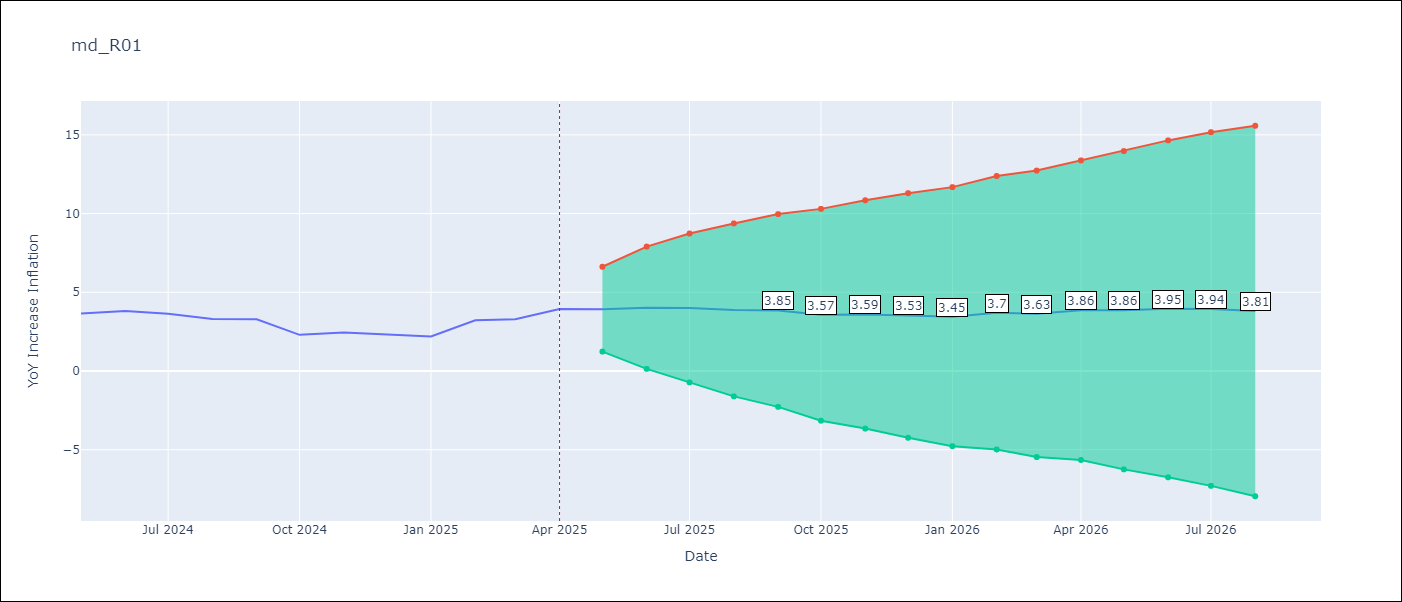 md_R01
YoY Increase Inflation
15
10
5
0
−5
3.85
3.57
3.59
3.53
3.45
3.7
3.63
3.86
3.86
3.95
3.94
3.81
Jul 2024
Oct 2024
Jan 2025
Apr 2025
Jul 2025
Oct 2025
Jan 2026
Apr 2026
Jul 2026
Date